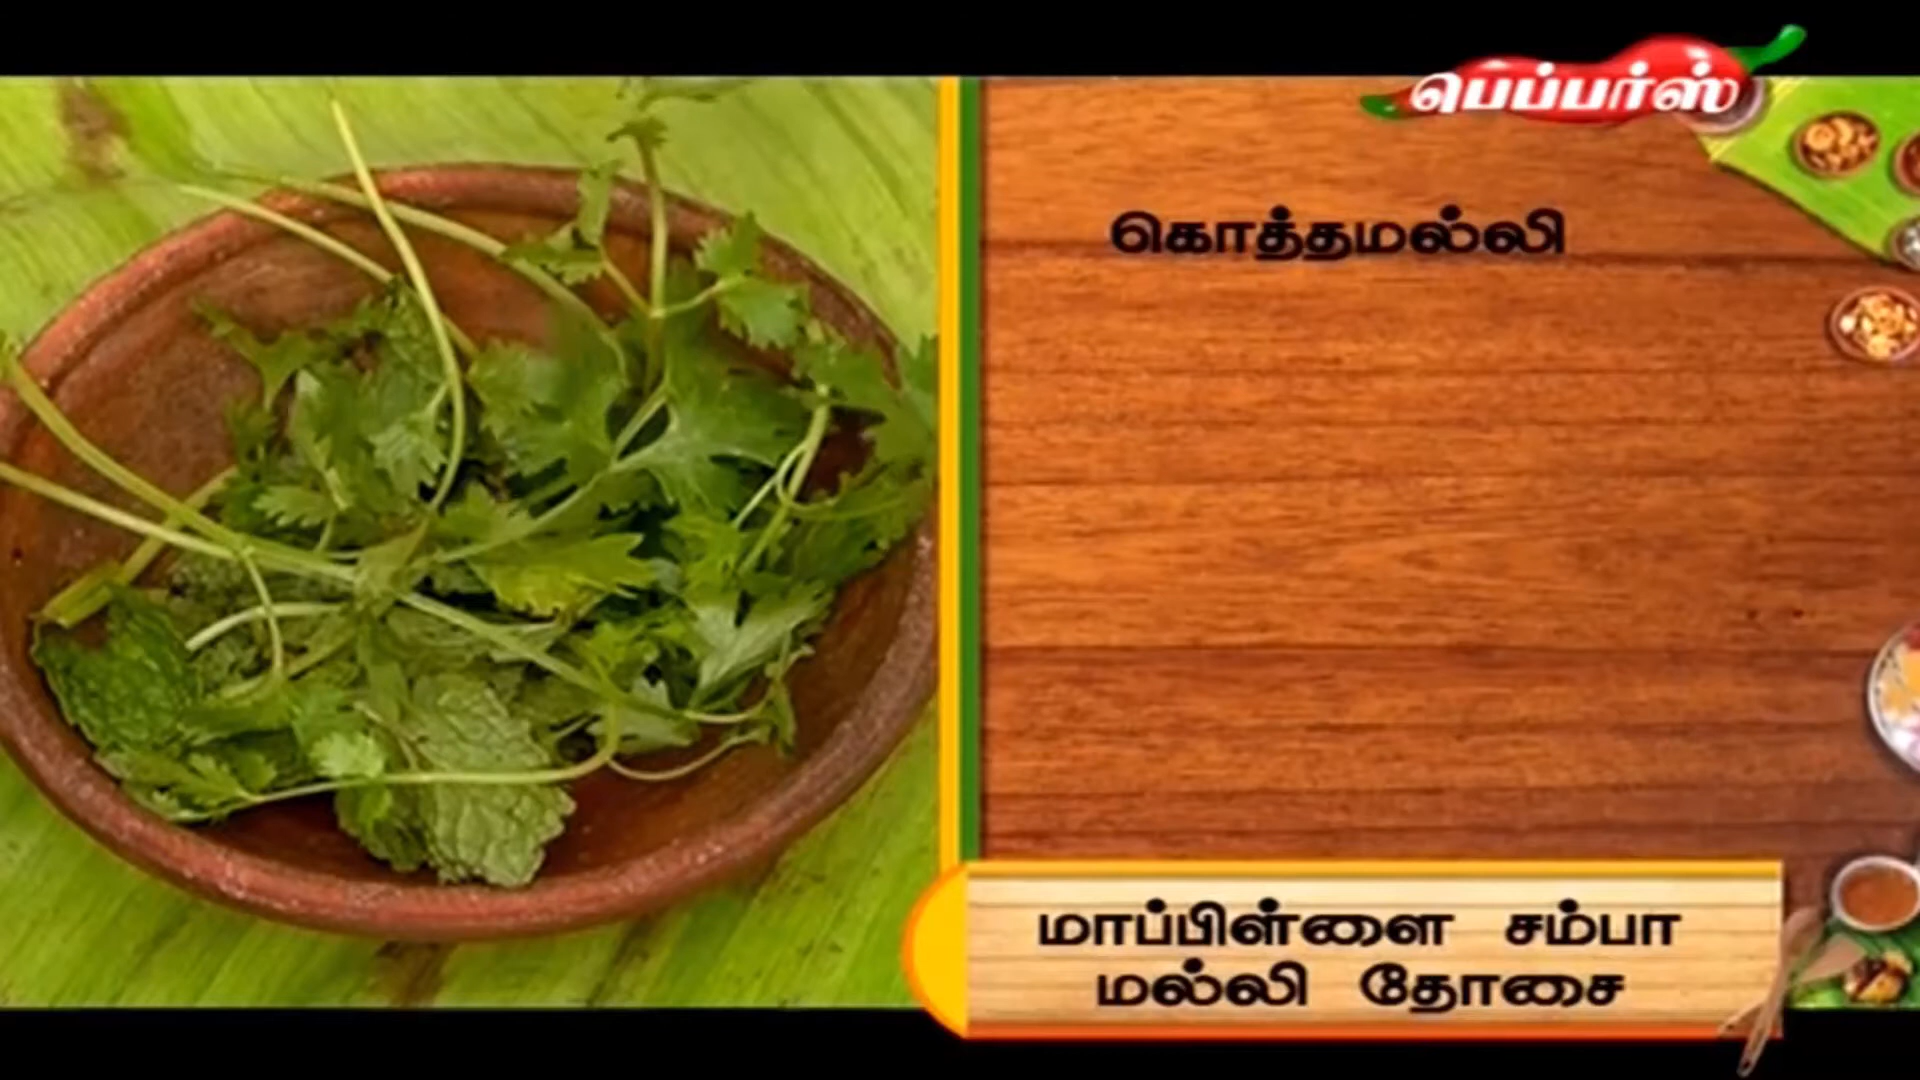 பெப்பர்ஸ்
கொத்தமல்லி
மாப்பிள்ளை சம்பா
மல்லி தோசை